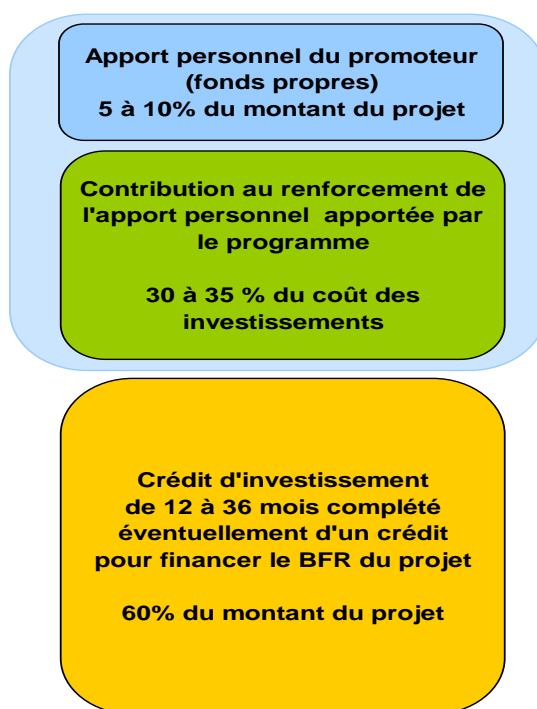 Apport personnel du promoteur
(fonds propres)
5 à 10% du montant du projet
Contribution au renforcement de
l'apport personnel apportée par
le programme
30 à 35 % du coût des
investissements
Crédit d'investissement
de 12 à 36 mois complété
éventuellement d'un crédit
pour financer le BFR du projet
60% du montant du projet